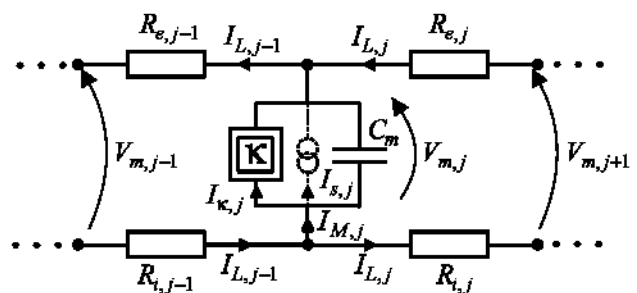 R_{e,j-1} I_{L,j-1} I_{L,j} R_{e,j}
V_{m,j-1} κ I_{κ,j} I_{s,j} C_m V_{m,j} V_{m,j+1}
I_{M,j}
R_{i,j-1} I_{L,j-1} I_{L,j} R_{i,j}